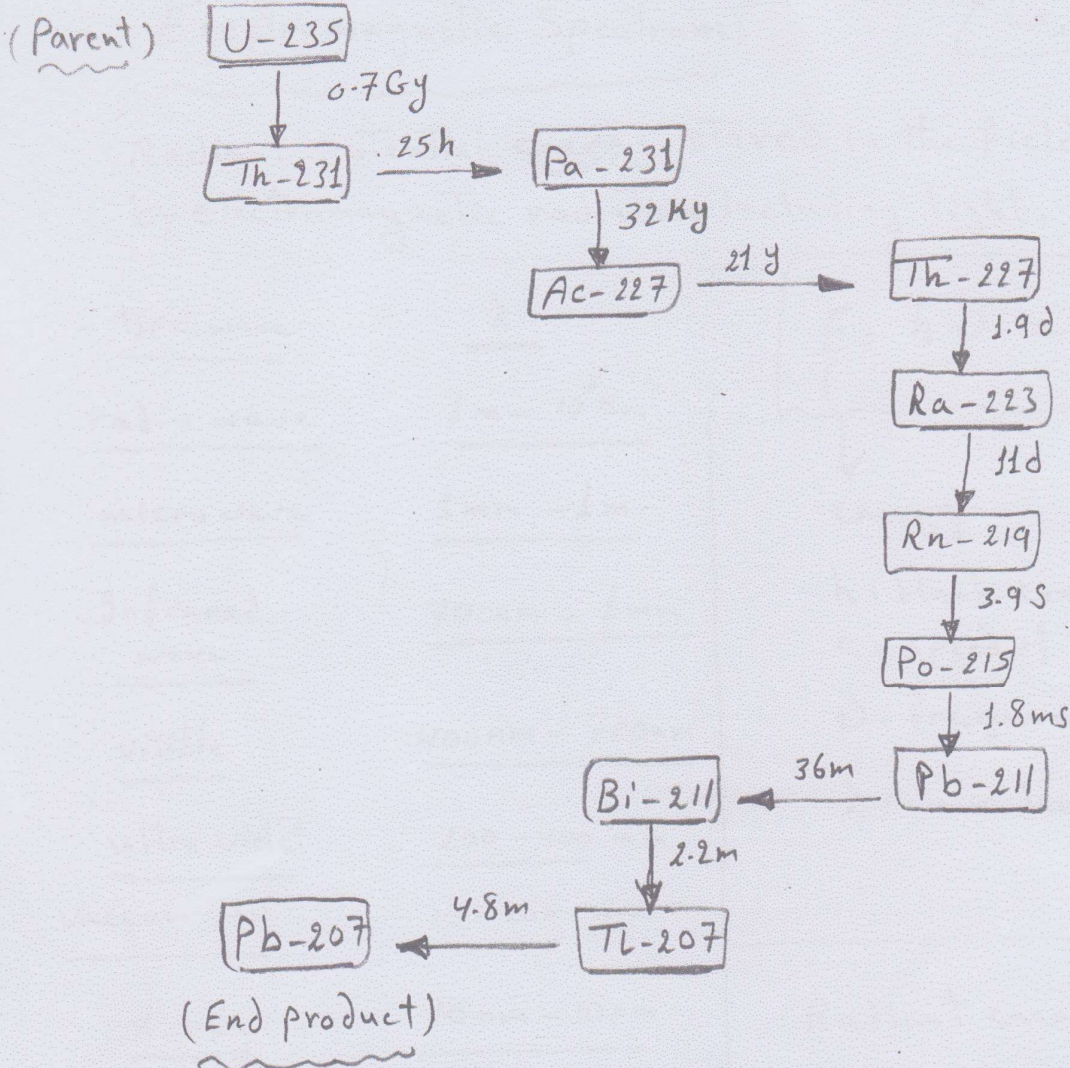 (Parent) U-235
0.7Gy
Th-231 25h Pa-231
32Ky
Ac-227 21y Th-227
1.9d
Ra-223
11d
Rn-219
3.9s
Po-215
1.8ms
Bi-211 36m Pb-211
2.2m
Pb-207 4.8m TL-207
(End product)